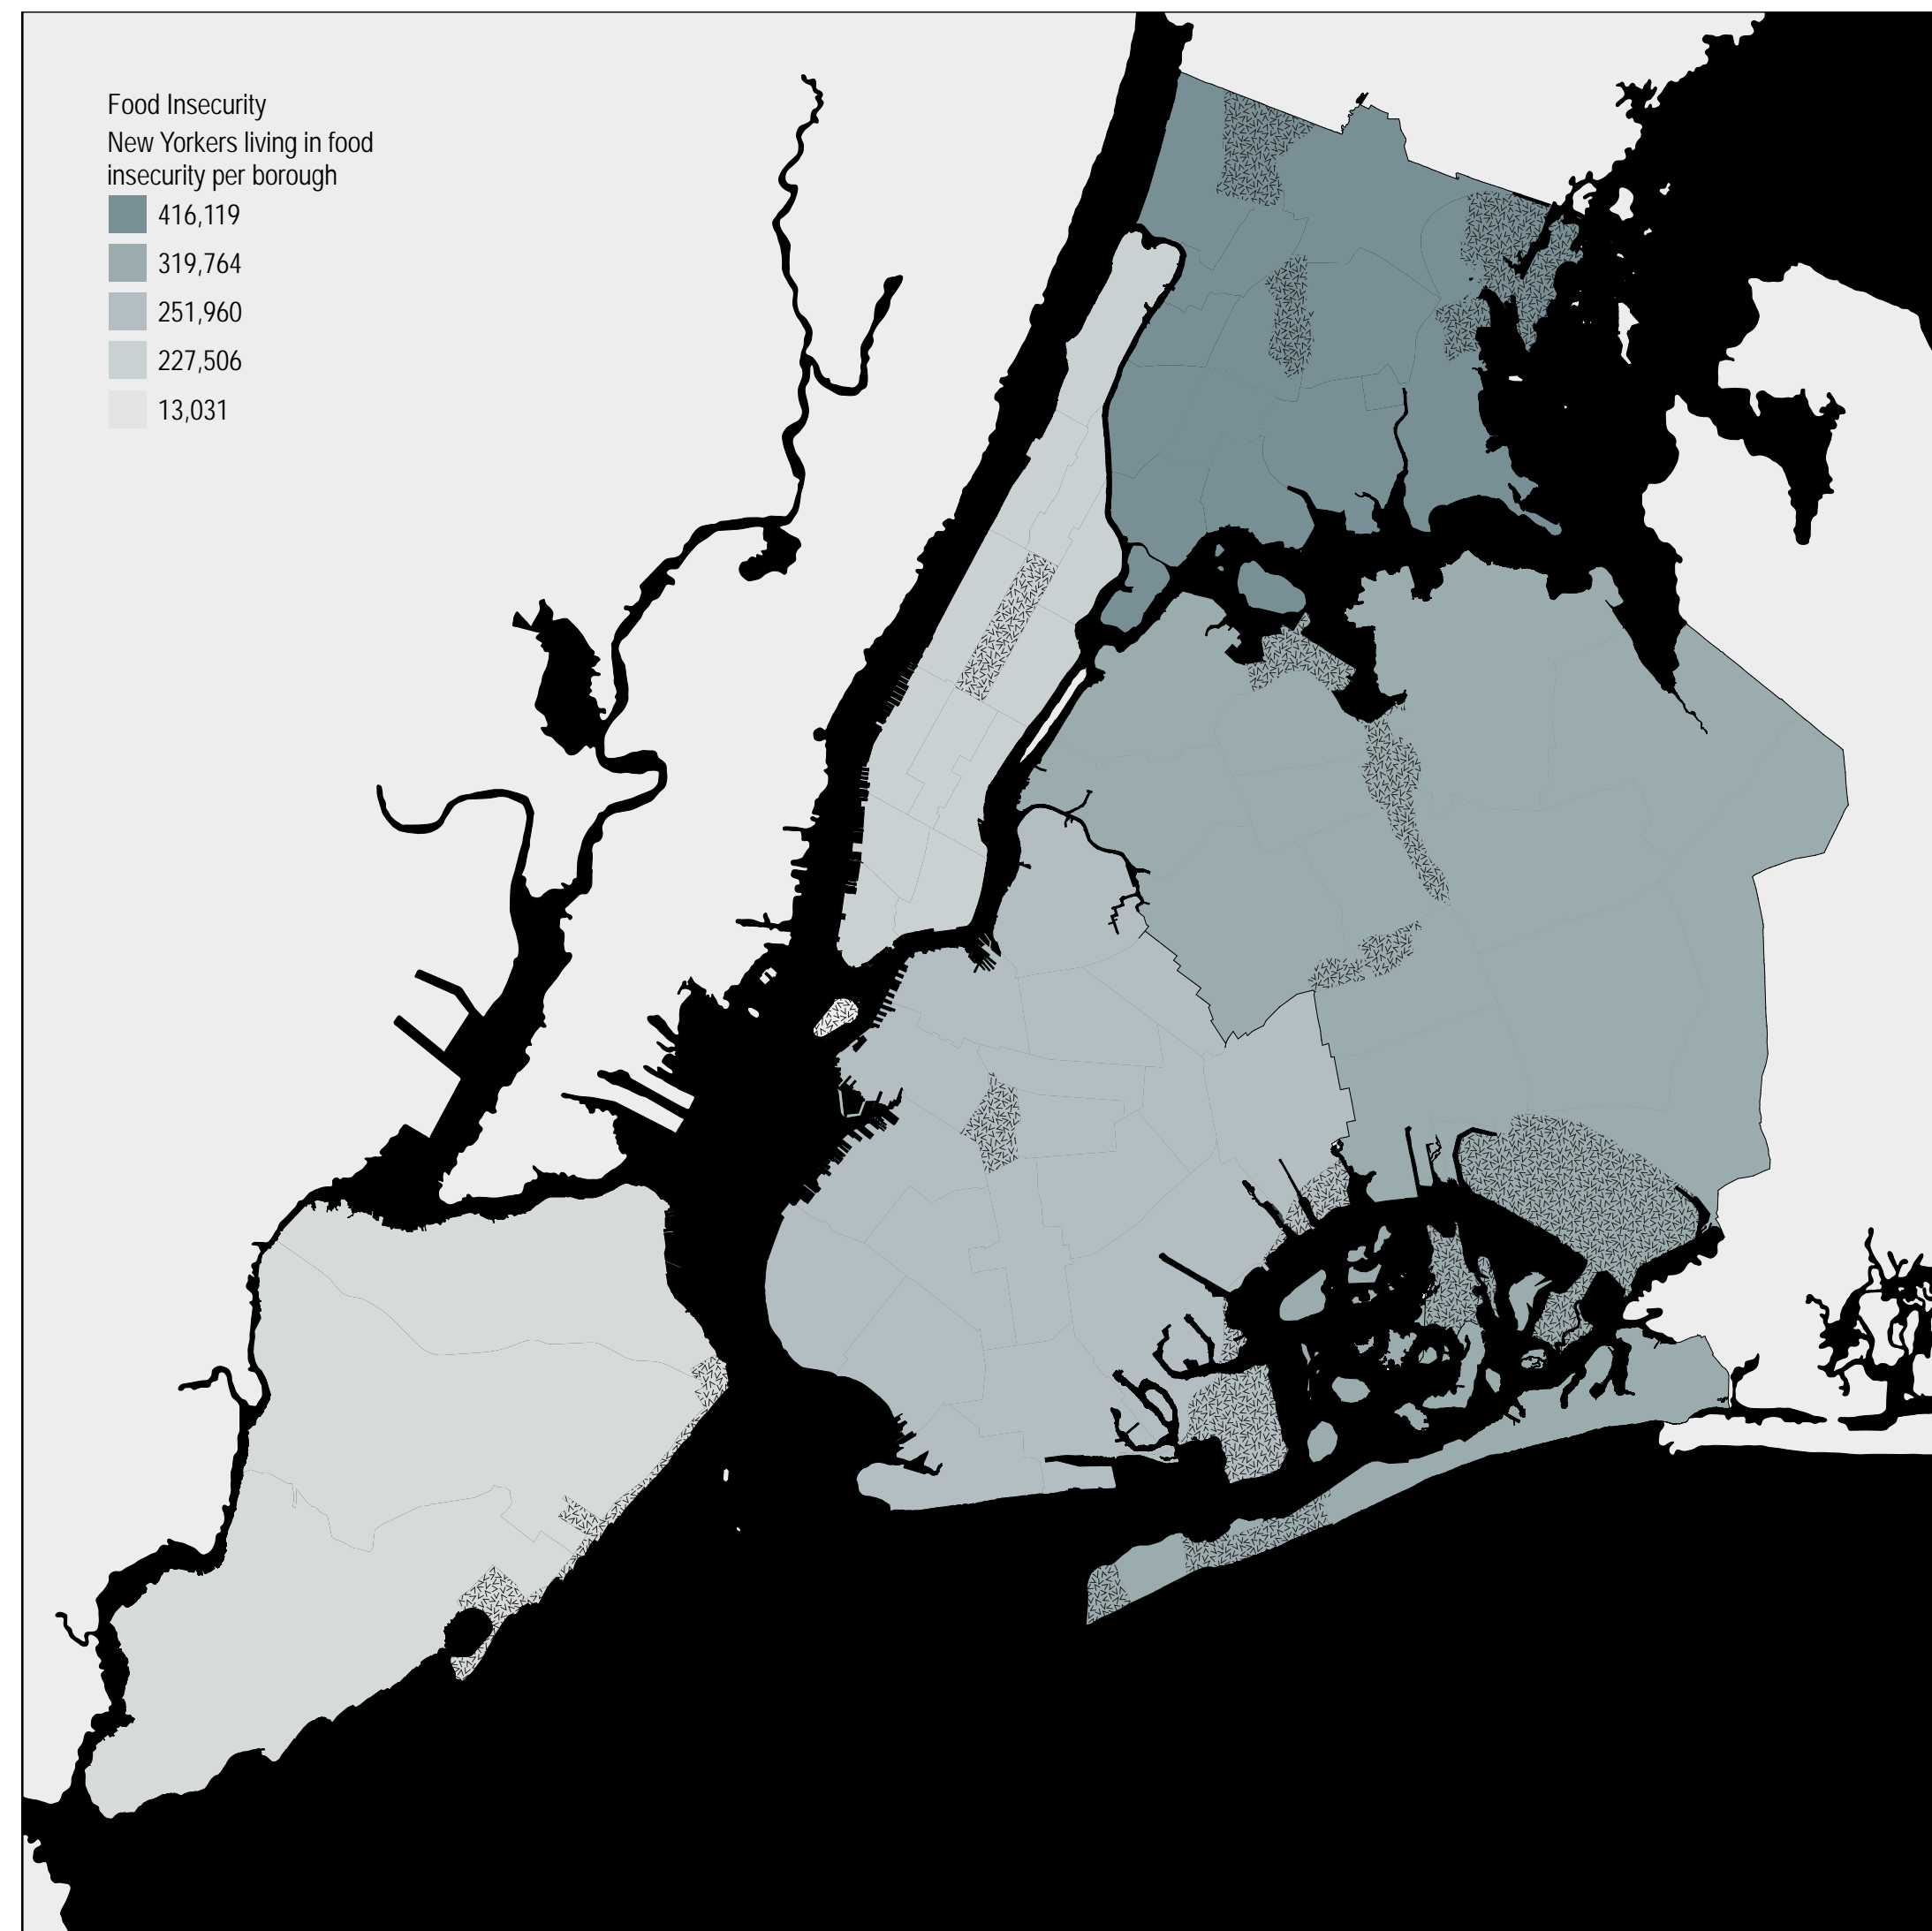 Food Insecurity
New Yorkers living in food
insecurity per borough
416,119
319,764
251,960
227,506
13,031